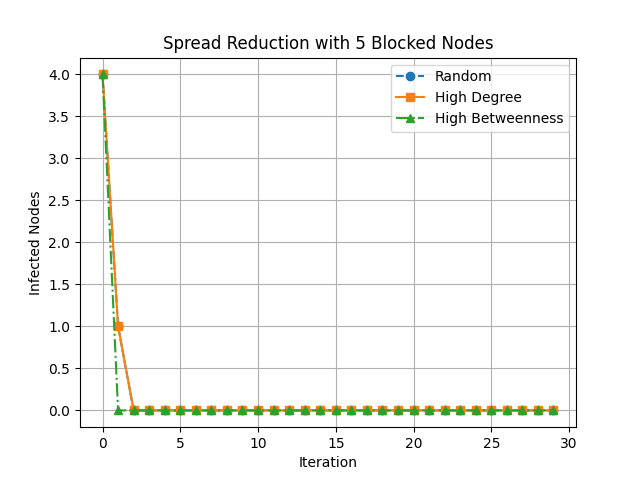 Spread Reduction with 5 Blocked Nodes
Random
High Degree
High Betweenness
Infected Nodes
4.0
3.5
3.0
2.5
2.0
1.5
1.0
0.5
0.0
0 5 10 15 20 25 30
Iteration